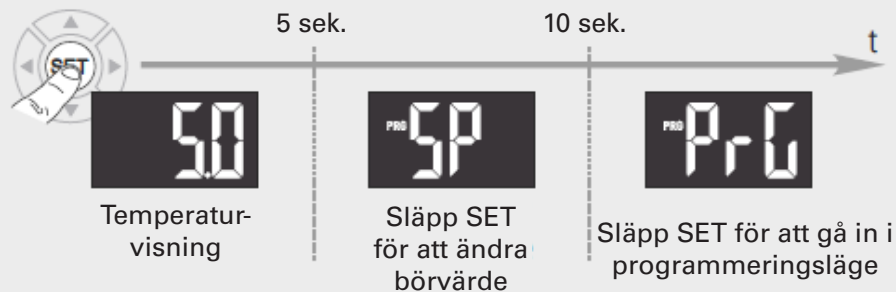 5 sek.
10 sek.
t
SET
5.0
PRG SP
PRG PrG
Temperatur-
visning
Släpp SET
för att ändra
börvärde
Släpp SET för att gå in i
programmeringsläge